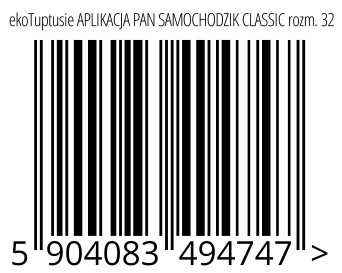 ekoTuptusie APLIKACJA PAN SAMOCHODZIK CLASSIC rozm. 32
5 904083 494747 >